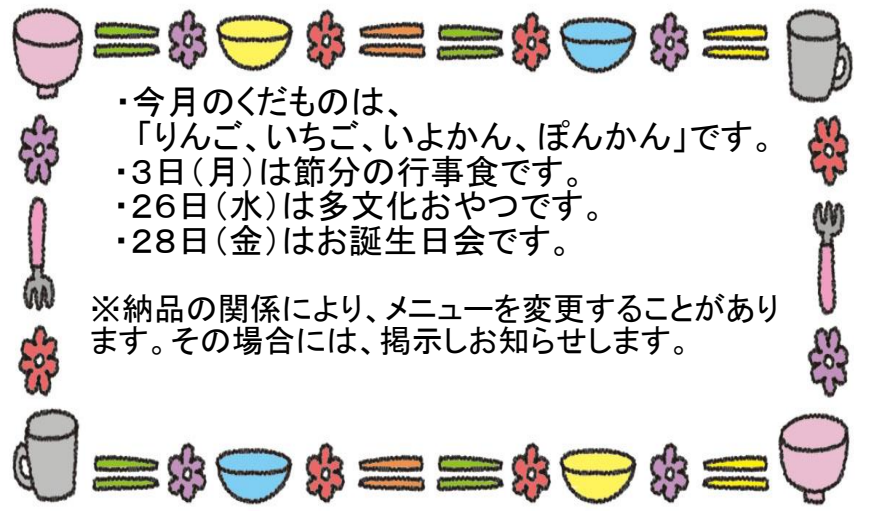 ・今月のくだものは、
「りんご、いちご、いよかん、ぽんかん」です。
・３日（月）は節分の行事食です。
・２６日（水）は多文化おやつです。
・２８日（金）はお誕生日会です。
※納品の関係により、メニューを変更することがあり
ます。その場合には、掲示しお知らせします。